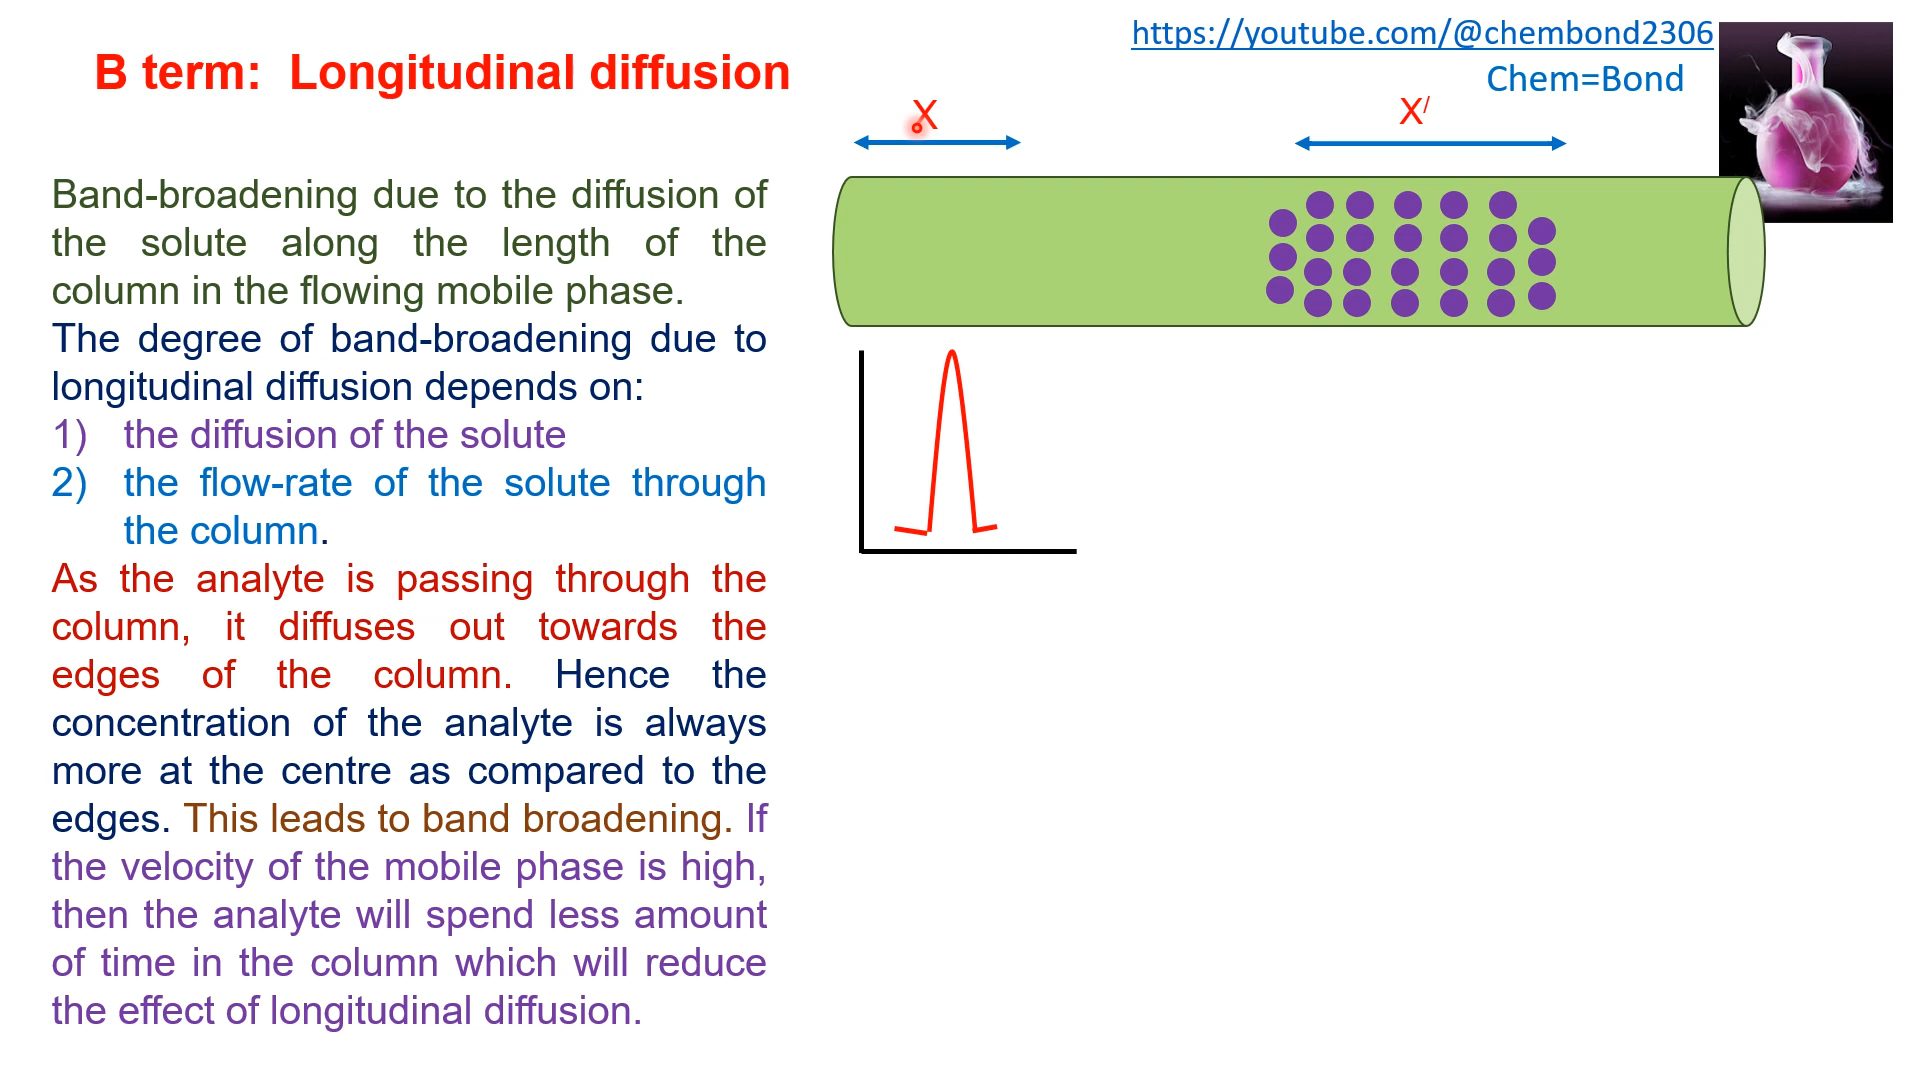 https://youtube.com/@chembond2306
B term: Longitudinal diffusion
Chem=Bond
X
X/
Band-broadening due to the diffusion of
the solute along the length of the
column in the flowing mobile phase.
The degree of band-broadening due to
longitudinal diffusion depends on:
1) the diffusion of the solute
2) the flow-rate of the solute through
the column.
As the analyte is passing through the
column, it diffuses out towards the
edges of the column. Hence the
concentration of the analyte is always
more at the centre as compared to the
edges. This leads to band broadening. If
the velocity of the mobile phase is high,
then the analyte will spend less amount
of time in the column which will reduce
the effect of longitudinal diffusion.